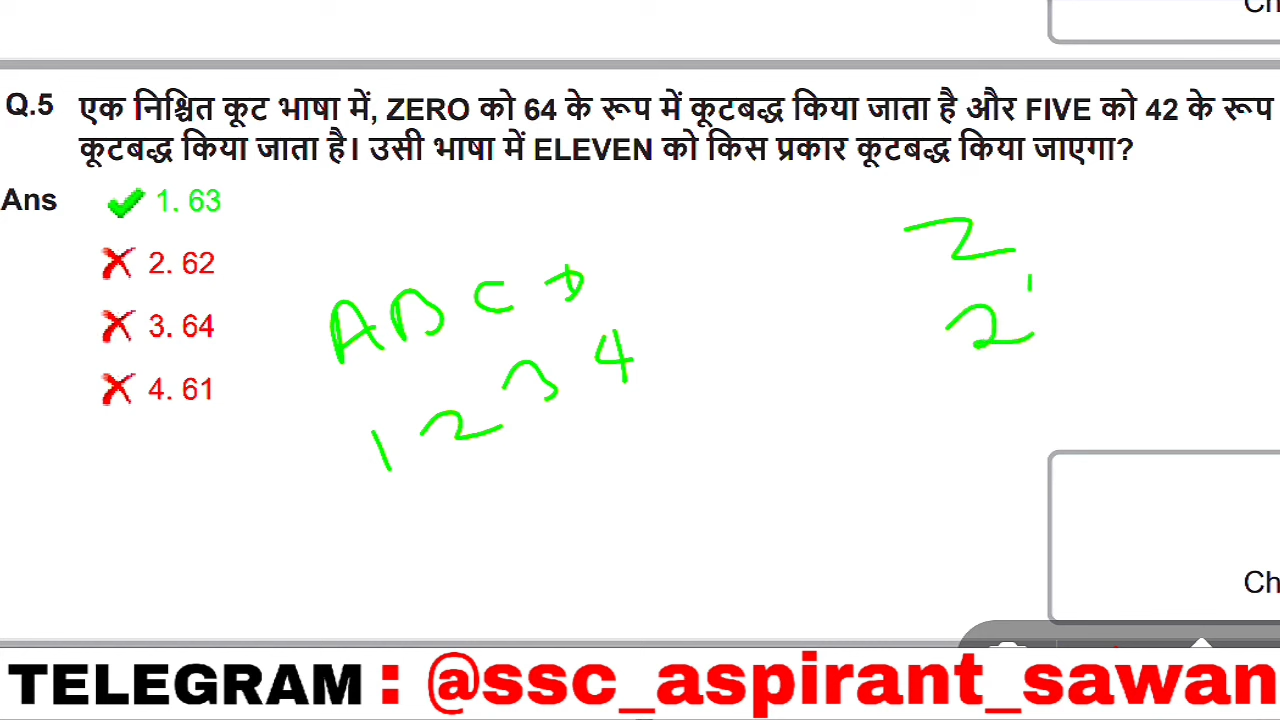 Ch
Q.5 एक निश्चित कूट भाषा में, ZERO को 64 के रूप में कूटबद्ध किया जाता है और FIVE को 42 के रूप
कूटबद्ध किया जाता है। उसी भाषा में ELEVEN को किस प्रकार कूटबद्ध किया जाएगा?
Ans 1. 63
2. 62
3. 64
4. 61
A B C D
1 2 3 4
Z
2
Ch
TELEGRAM : @ssc_aspirant_sawan